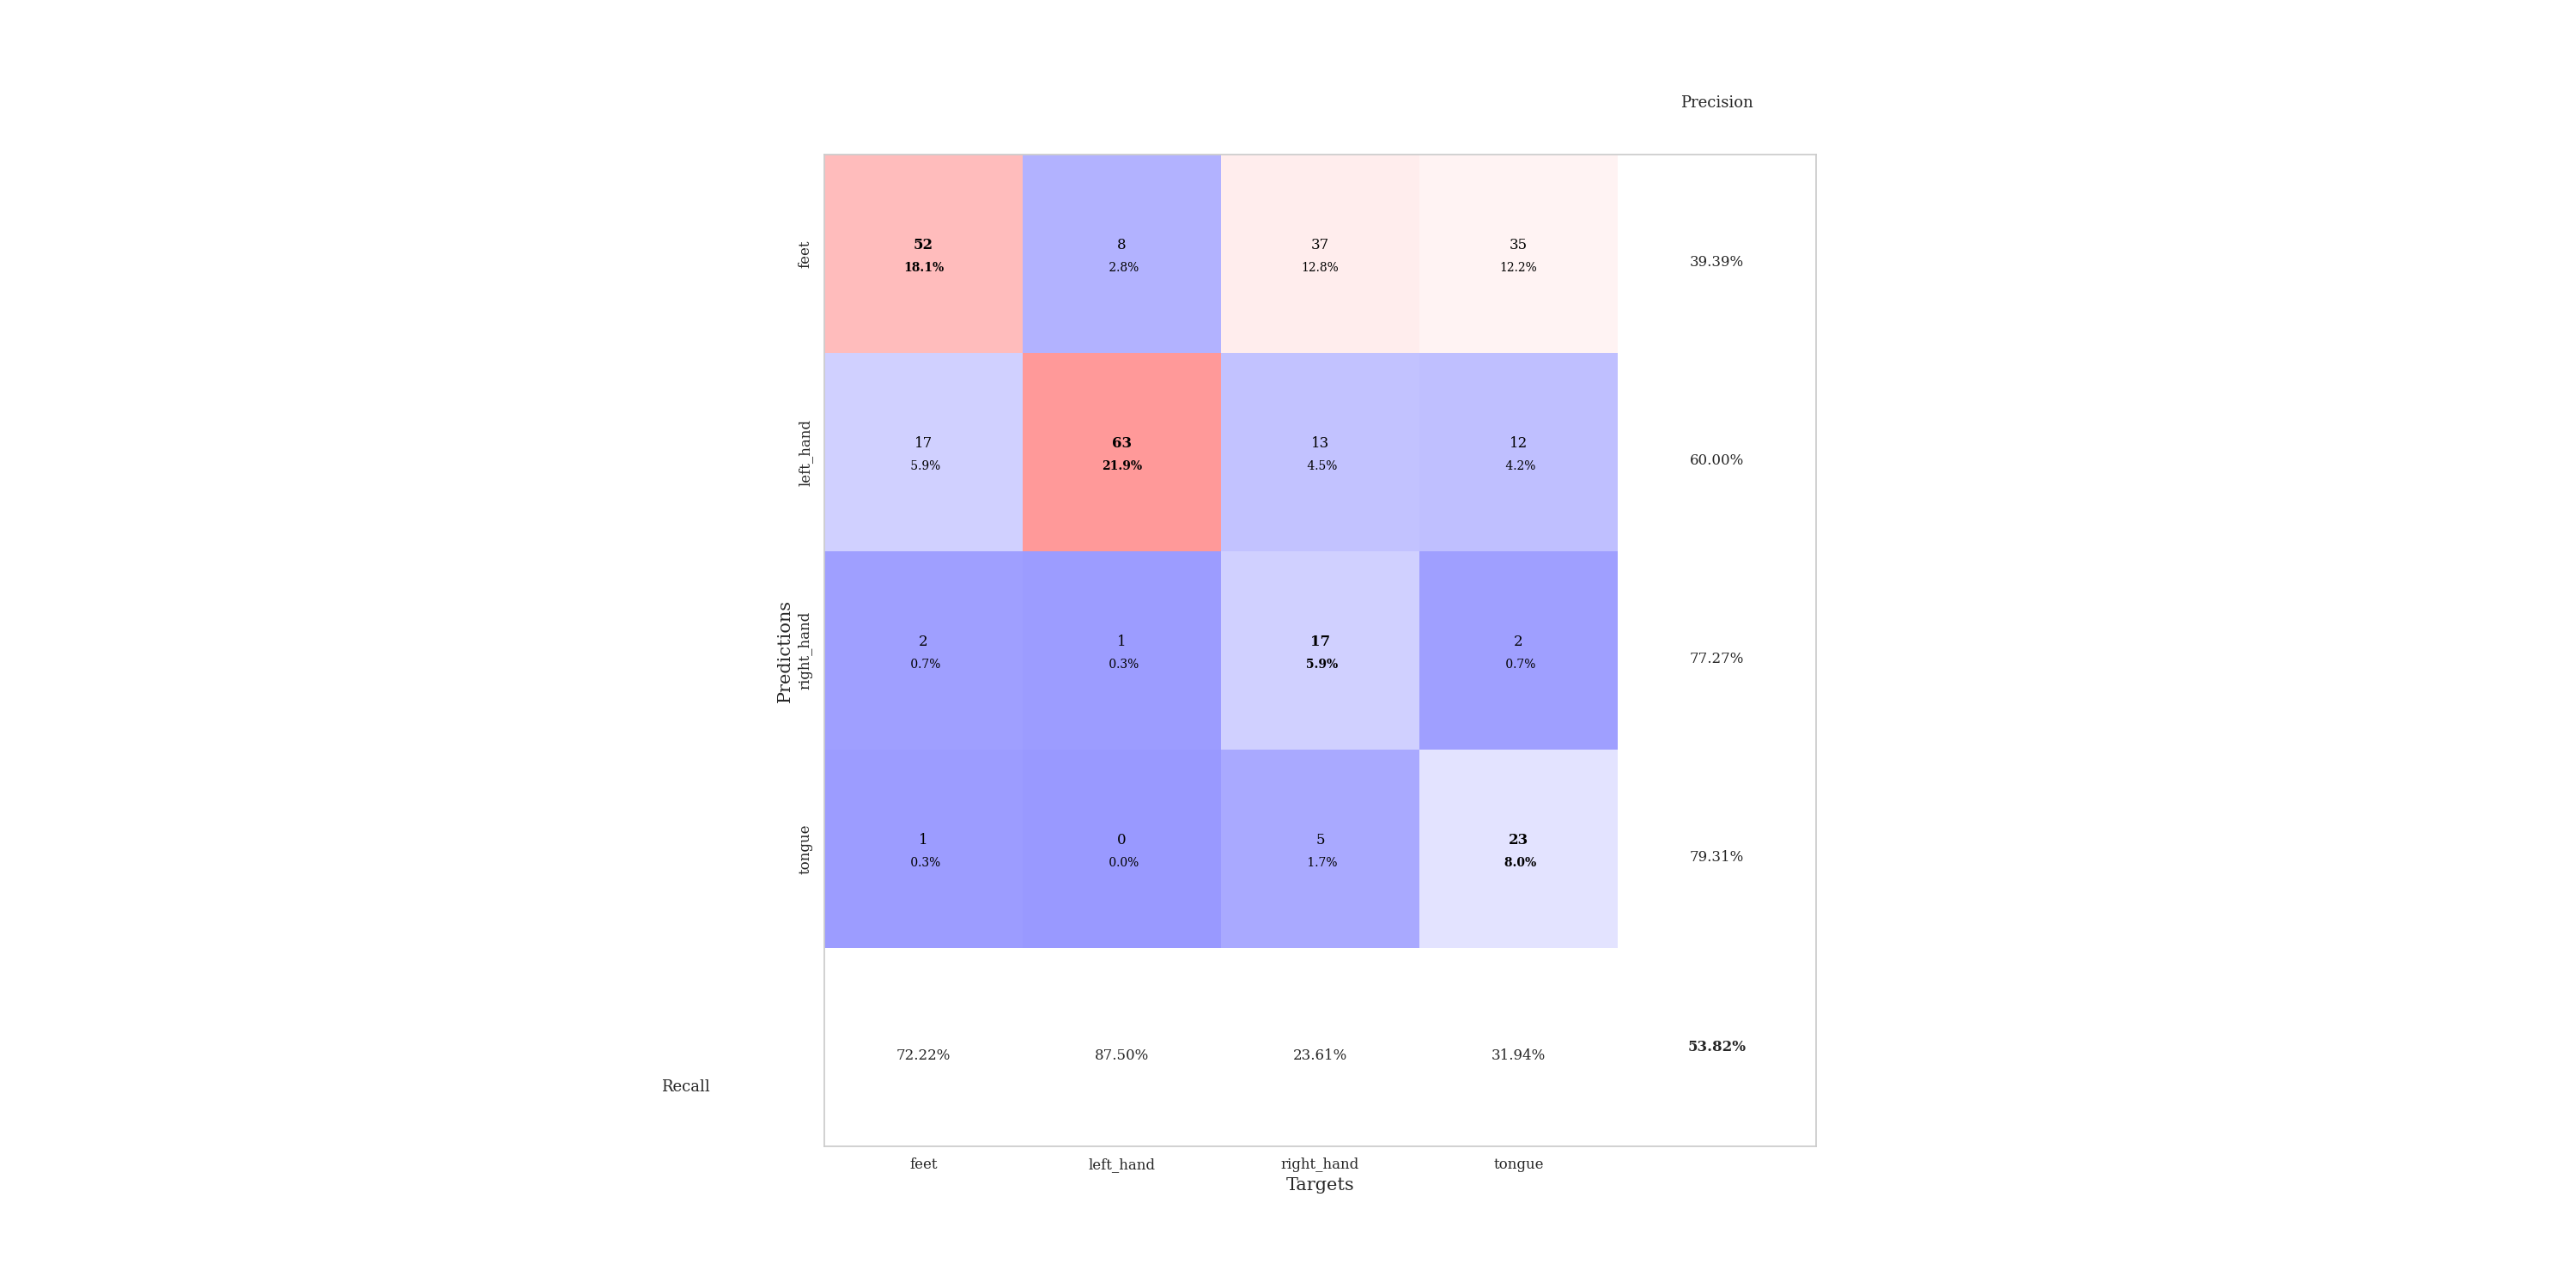 Precision
feet
52 8 37 35 39.39%
18.1% 2.8% 12.8% 12.2%
left_hand
17 63 13 12 60.00%
5.9% 21.9% 4.5% 4.2%
Predictions
right_hand
2 1 17 2 77.27%
0.7% 0.3% 5.9% 0.7%
tongue
1 0 5 23 79.31%
0.3% 0.0% 1.7% 8.0%
72.22% 87.50% 23.61% 31.94% 53.82%
Recall
feet left_hand right_hand tongue
Targets